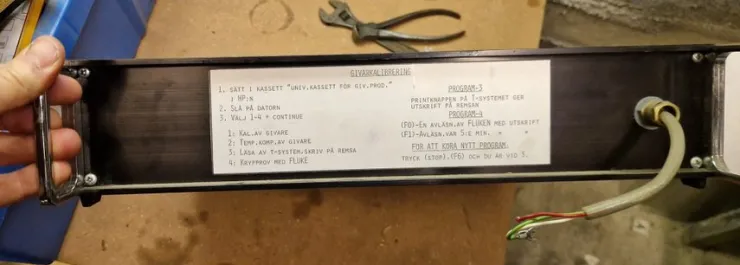 GIVARKALIBRERING
1. SÄTT I KASSETT "UNIV.KASSETT FÖR GIV.PROD."
I HP:N
2. SLÅ PÅ DATORN
3. VÄLJ 1-4 + CONTINUE
1: KAL.AV GIVARE
2: TEMP.KOMP.AV GIVARE
3: LÄSA AV T-SYSTEM.SKRIV PÅ REMSA
4: KRYPPROV MED FLUKE
PROGRAM-3
PRINTKNAPPEN PÅ T-SYSTEMET GER
UTSKRIFT PÅ REMSAN
PROGRAM-4
(F0)-EN AVLÄSN.AV FLUKEN MED UTSKRIFT
(F1)-AVLÄSN.VAR 5:E MIN. " "
FÖR ATT KÖRA NYTT PROGRAM.
TRYCK (STOP).(F6) OCH DU ÄR VID 3.